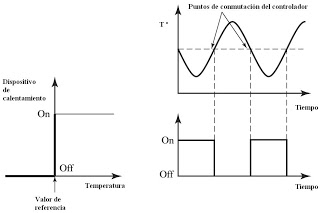 Puntos de conmutación del controlador
T °
Tiempo
Dispositivo
de
calentamiento
On
Off
Temperatura
Valor de
referencia
On
Off
Tiempo